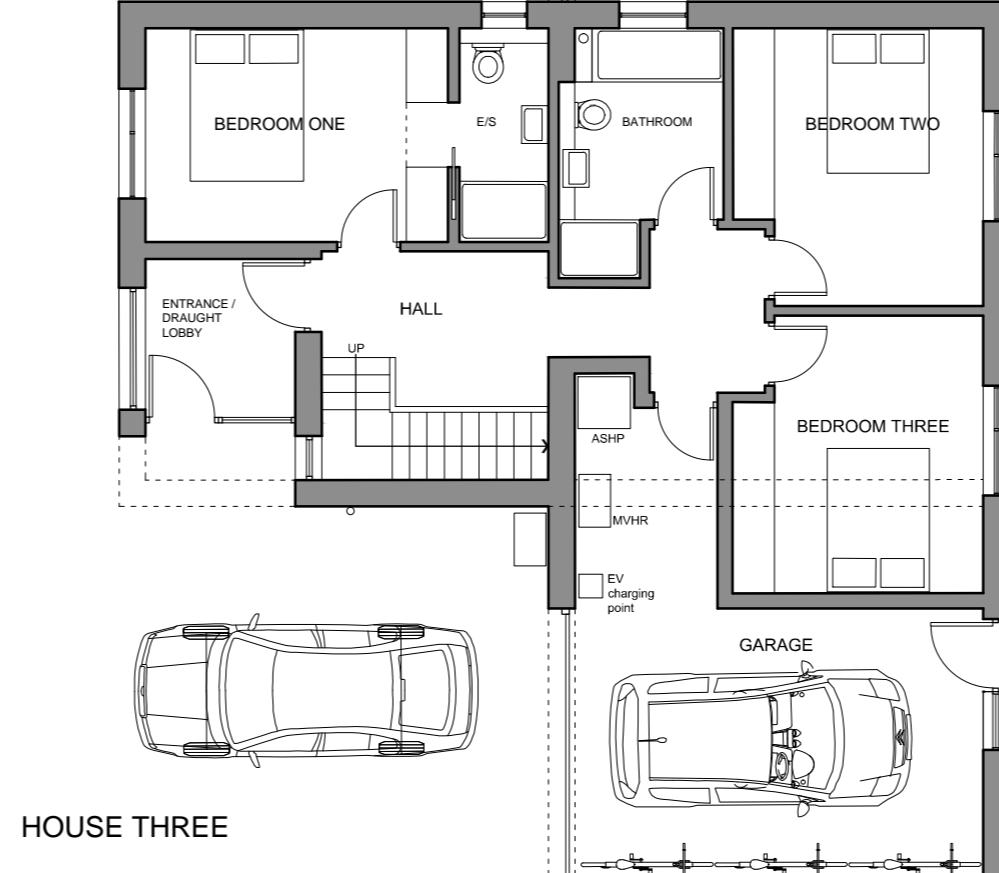 BEDROOM ONE
E/S
BATHROOM
BEDROOM TWO
ENTRANCE /
DRAUGHT
LOBBY
HALL
UP
ASHP
BEDROOM THREE
MVHR
EV
charging
point
GARAGE
HOUSE THREE